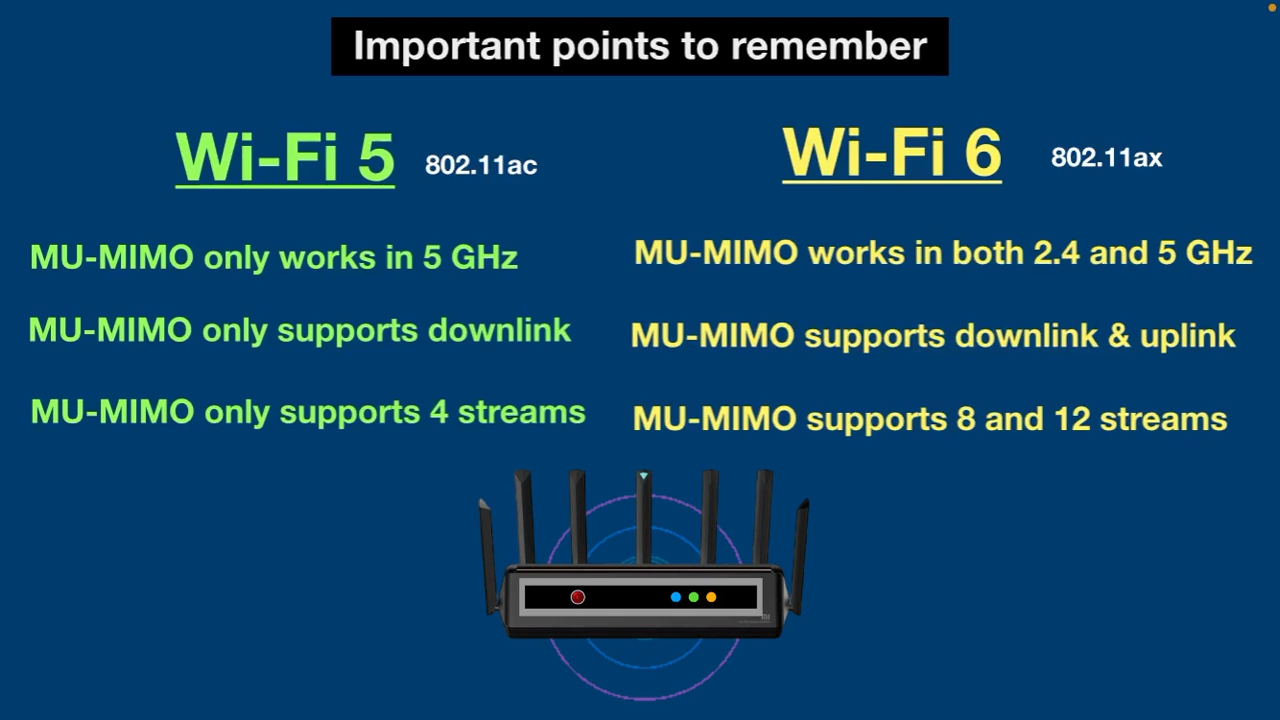 Important points to remember
Wi-Fi 5 802.11ac
MU-MIMO only works in 5 GHz
MU-MIMO only supports downlink
MU-MIMO only supports 4 streams
Wi-Fi 6 802.11ax
MU-MIMO works in both 2.4 and 5 GHz
MU-MIMO supports downlink & uplink
MU-MIMO supports 8 and 12 streams